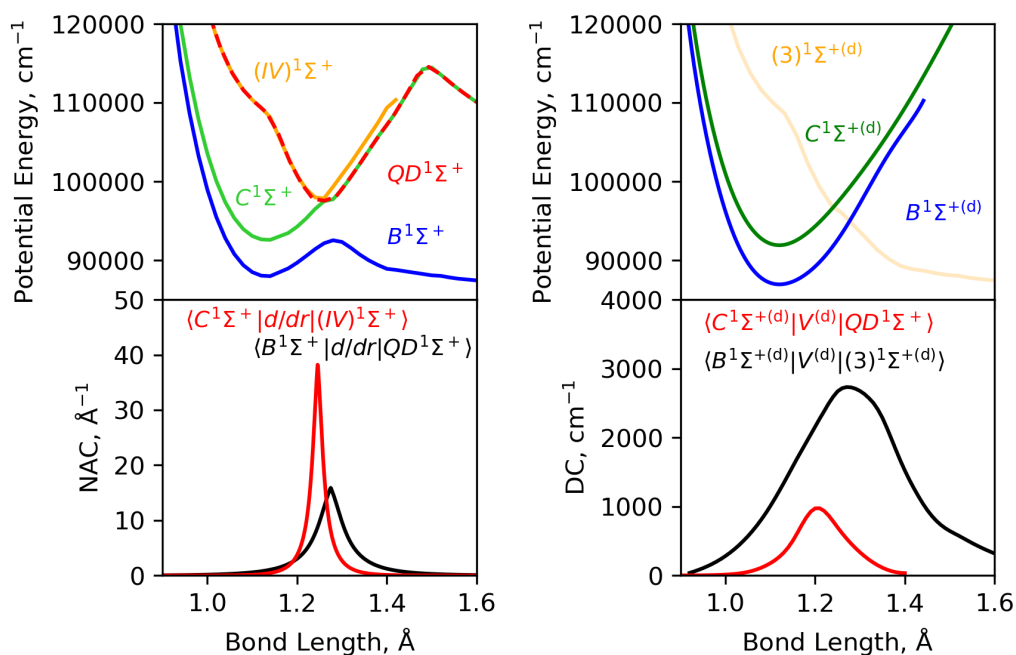 120000
110000
100000
90000
50
Potential Energy, cm⁻¹
(IV)¹Σ⁺
C¹Σ⁺
QD¹Σ⁺
B¹Σ⁺
40
30
20
10
0
NAC, Å⁻¹
⟨C¹Σ⁺|d/dr|(IV)¹Σ⁺⟩
⟨B¹Σ⁺|d/dr|QD¹Σ⁺⟩
1.0 1.2 1.4 1.6
Bond Length, Å
120000
110000
100000
90000
4000
Potential Energy, cm⁻¹
(3)¹Σ⁺⁽ᵈ⁾
C¹Σ⁺⁽ᵈ⁾
B¹Σ⁺⁽ᵈ⁾
3000
2000
1000
0
DC, cm⁻¹
⟨C¹Σ⁺⁽ᵈ⁾|V⁽ᵈ⁾|QD¹Σ⁺⟩
⟨B¹Σ⁺⁽ᵈ⁾|V⁽ᵈ⁾|(3)¹Σ⁺⁽ᵈ⁾⟩
1.0 1.2 1.4 1.6
Bond Length, Å